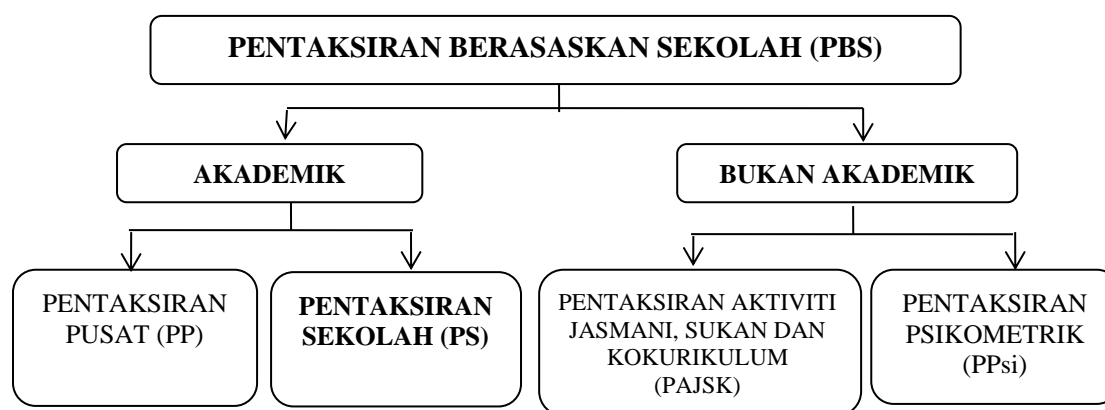 PENTAKSIRAN BERASASKAN SEKOLAH (PBS)
AKADEMIK
BUKAN AKADEMIK
PENTAKSIRAN
PUSAT (PP)
PENTAKSIRAN
SEKOLAH (PS)
PENTAKSIRAN AKTIVITI
JASMANI, SUKAN DAN
KOKURIKULUM
(PAJSK)
PENTAKSIRAN
PSIKOMETRIK
(PPsi)